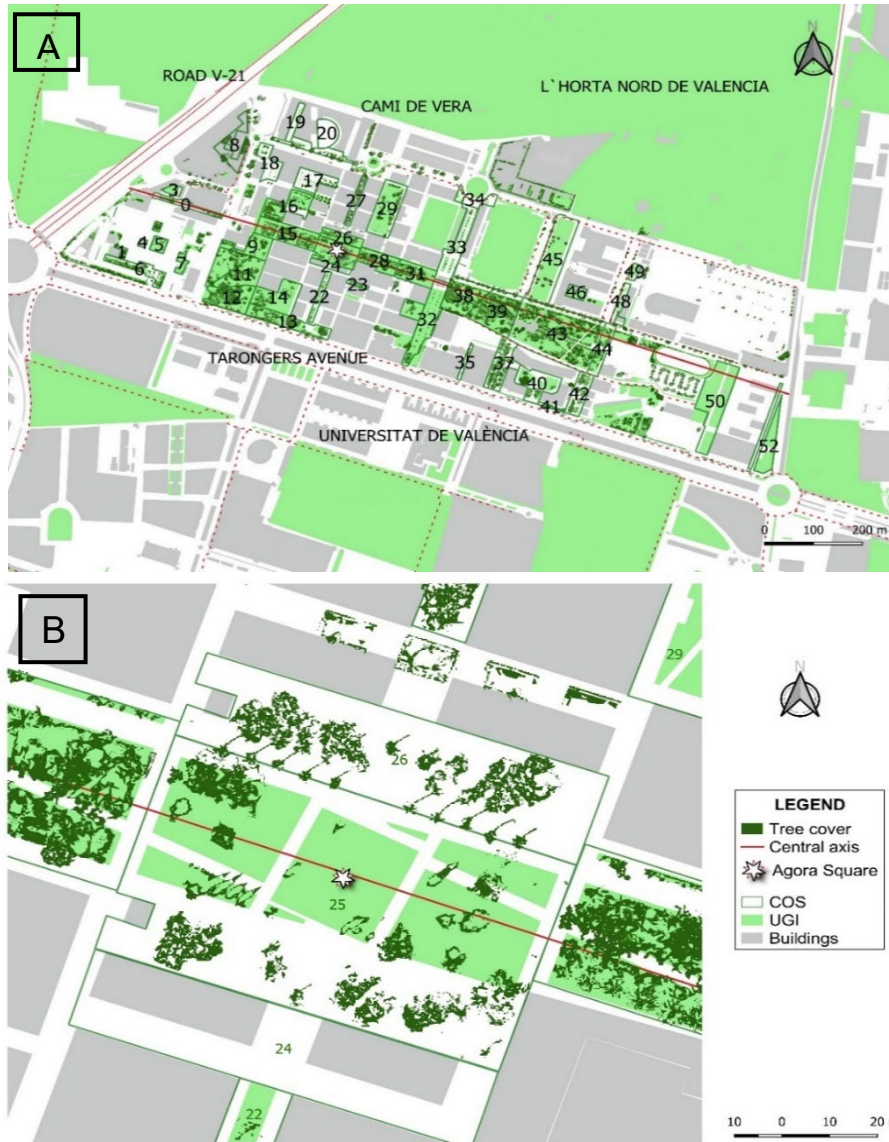 A
N
ROAD V-21
L`HORTA NORD DE VALENCIA
CAMI DE VERA
19
20
8
18
17
3
0
16
27
29
34
9
15
26
33
1
4
5
24
28
45
49
6
7
11
23
31
46
12
14
22
38
48
13
32
39
43
44
TARONGERS AVENUE
35
37
40
42
41
50
UNIVERSITAT DE VALÈNCIA
52
0 100 200 m
B
N
29
26
25
24
22
LEGEND
Tree cover
Central axis
Agora Square
COS
UGI
Buildings
10 0 10 20